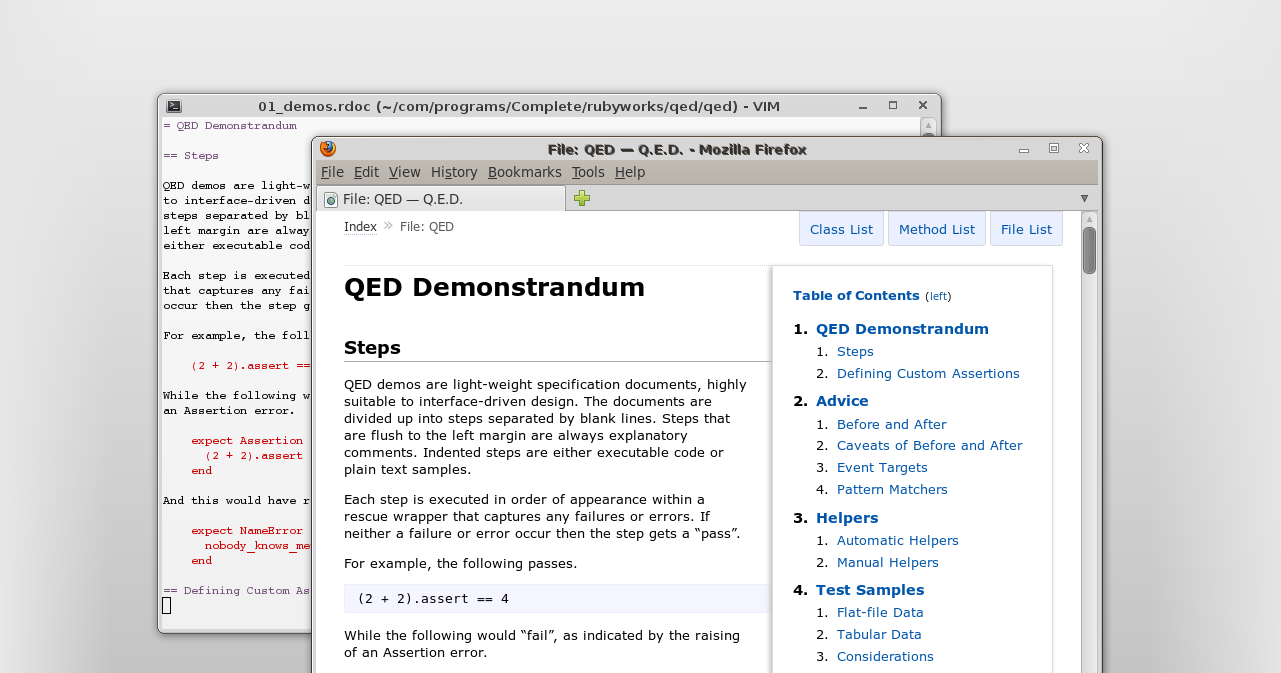 01_demos.rdoc (~/com/programs/Complete/rubyworks/qed/qed) - VIM
= QED Demonstrandum
== Steps
QED demos are light-w
to interface-driven d
steps separated by bl
left margin are alway
either executable cod
Each step is executed
that captures any fai
occur then the step g
For example, the foll
(2 + 2).assert ==
While the following w
an Assertion error.
expect Assertion
(2 + 2).assert
end
And this would have r
expect NameError
nobody_knows_me
end
== Defining Custom As
File: QED — Q.E.D. - Mozilla Firefox
File Edit View History Bookmarks Tools Help
File: QED — Q.E.D.
Index » File: QED
Class List Method List File List
QED Demonstrandum
Steps
QED demos are light-weight specification documents, highly
suitable to interface-driven design. The documents are
divided up into steps separated by blank lines. Steps that
are flush to the left margin are always explanatory
comments. Indented steps are either executable code or
plain text samples.
Each step is executed in order of appearance within a
rescue wrapper that captures any failures or errors. If
neither a failure or error occur then the step gets a “pass”.
For example, the following passes.
(2 + 2).assert == 4
While the following would “fail”, as indicated by the raising
of an Assertion error.
Table of Contents (left)
1. QED Demonstrandum
1. Steps
2. Defining Custom Assertions
2. Advice
1. Before and After
2. Caveats of Before and After
3. Event Targets
4. Pattern Matchers
3. Helpers
1. Automatic Helpers
2. Manual Helpers
4. Test Samples
1. Flat-file Data
2. Tabular Data
3. Considerations